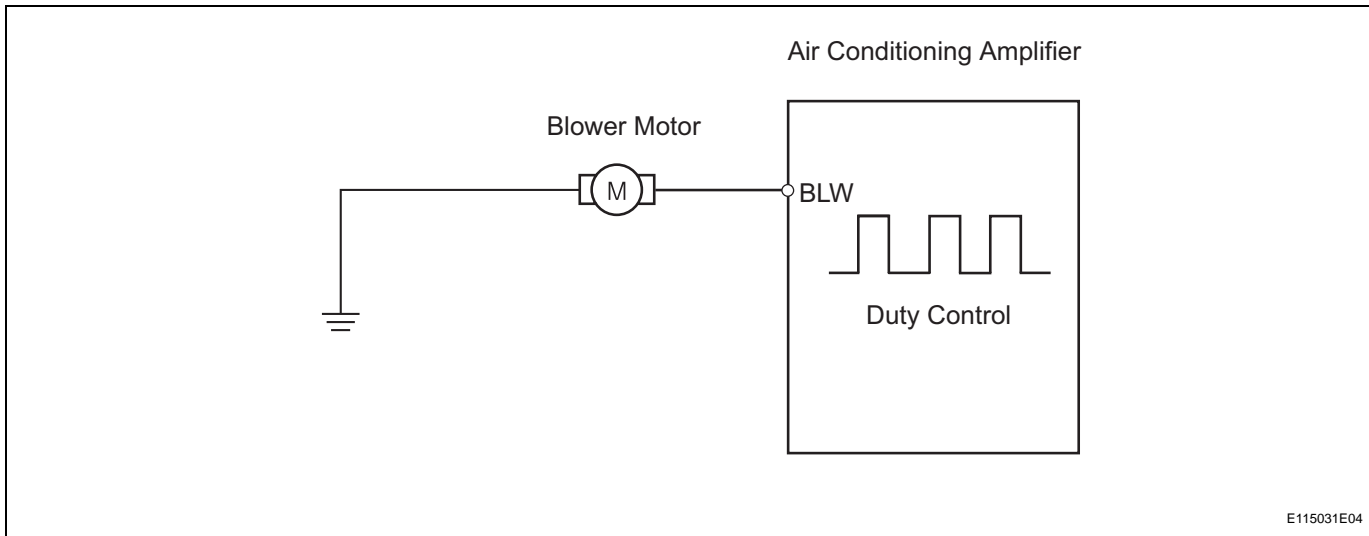 Air Conditioning Amplifier
Blower Motor
M
BLW
Duty Control
E115031E04